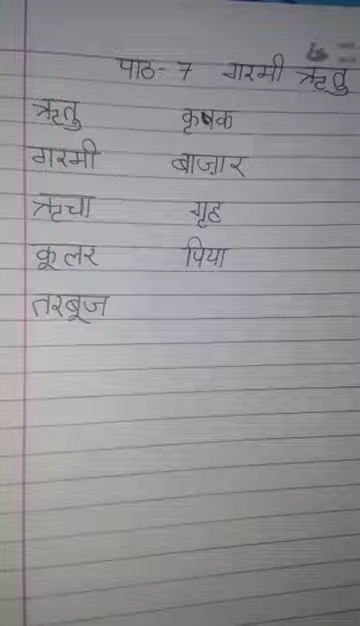 पाठ - 7 गरमी ऋतु
ऋतु कृषक
गरमी बाज़ार
ऋचा गृह
कूलर पिया
तरबूज